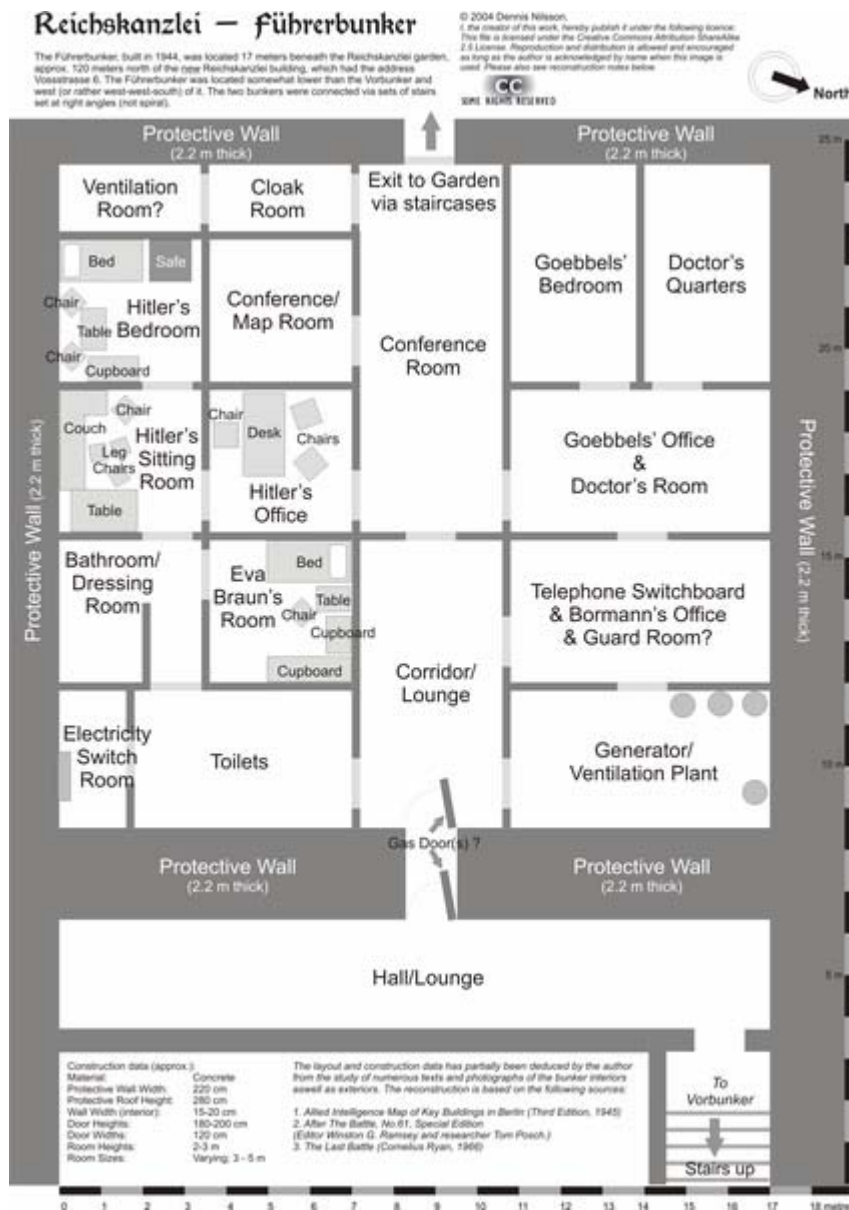 Reichskanzlei – Führerbunker
The Führerbunker, built in 1944, was located 17 meters beneath the Reichskanzlei garden,
approx. 120 meters north of the new Reichskanzlei building, which had the address
Vossstrasse 6. The Führerbunker was located somewhat lower than the Vorbunker and
west (or rather west-west-south) of it. The two bunkers were connected via sets of stairs
set at right angles (not spiral).
© 2004 Dennis Nilsson.
I, the creator of this work, hereby publish it under the following licence:
This file is licensed under the Creative Commons Attribution ShareAlike
2.5 License. Reproduction and distribution is allowed and encouraged
as long as the author is acknowledged by name when this image is
used. Please also see reconstruction notes below.
CC
SOME RIGHTS RESERVED
North
Protective Wall
(2.2 m thick)
Protective Wall
(2.2 m thick)
25 m
Ventilation
Room?
Cloak
Room
Exit to Garden
via staircases
Bed
Safe
Chair
Hitler's
Bedroom
Table
Chair
Cupboard
Conference/
Map Room
Conference
Room
Goebbels'
Bedroom
Doctor's
Quarters
20 m
Couch
Chair
Hitler's
Sitting
Room
Leg
Chairs
Table
Chair
Desk
Chairs
Hitler's
Office
Goebbels' Office
&
Doctor's Room
Protective Wall (2.2 m thick)
Protective Wall
(2.2 m thick)
15 m
Bathroom/
Dressing
Room
Eva
Braun's
Room
Bed
Table
Chair
Cupboard
Cupboard
Corridor/
Lounge
Telephone Switchboard
& Bormann's Office
& Guard Room?
Electricity
Switch
Room
Toilets
Generator/
Ventilation Plant
10 m
Gas Door(s) ?
Protective Wall
(2.2 m thick)
Protective Wall
(2.2 m thick)
Hall/Lounge
5 m
Construction data (approx.):
Material: Concrete
Protective Wall Width: 220 cm
Protective Roof Height: 280 cm
Wall Width (interior): 15-20 cm
Door Heights: 180-200 cm
Door Widths: 120 cm
Room Heights: 2-3 m
Room Sizes: Varying; 3 - 5 m
The layout and construction data has partially been deduced by the author
from the study of numerous texts and photographs of the bunker interiors
aswell as exteriors. The reconstruction is based on the following sources:
1. Allied Intelligence Map of Key Buildings in Berlin (Third Edition, 1945)
2. After The Battle, No.61, Special Edition
(Editor Winston G. Ramsey and researcher Tom Posch.)
3. The Last Battle (Cornelius Ryan, 1966)
To
Vorbunker
Stairs up
0 1 2 3 4 5 6 7 8 9 10 11 12 13 14 15 16 17 18 metres